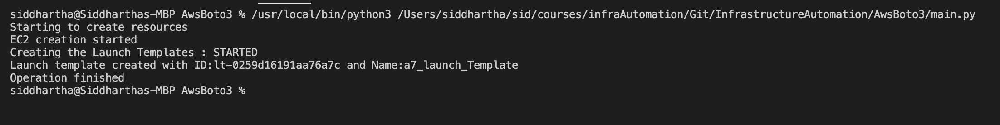 siddhartha@Siddharthas-MBP AwsBoto3 % /usr/local/bin/python3 /Users/siddhartha/sid/courses/infraAutomation/Git/InfrastructureAutomation/AwsBoto3/main.py
Starting to create resources
EC2 creation started
Creating the Launch Templates : STARTED
Launch template created with ID:lt-0259d16191aa76a7c and Name:a7_launch_Template
Operation finished
siddhartha@Siddharthas-MBP AwsBoto3 %